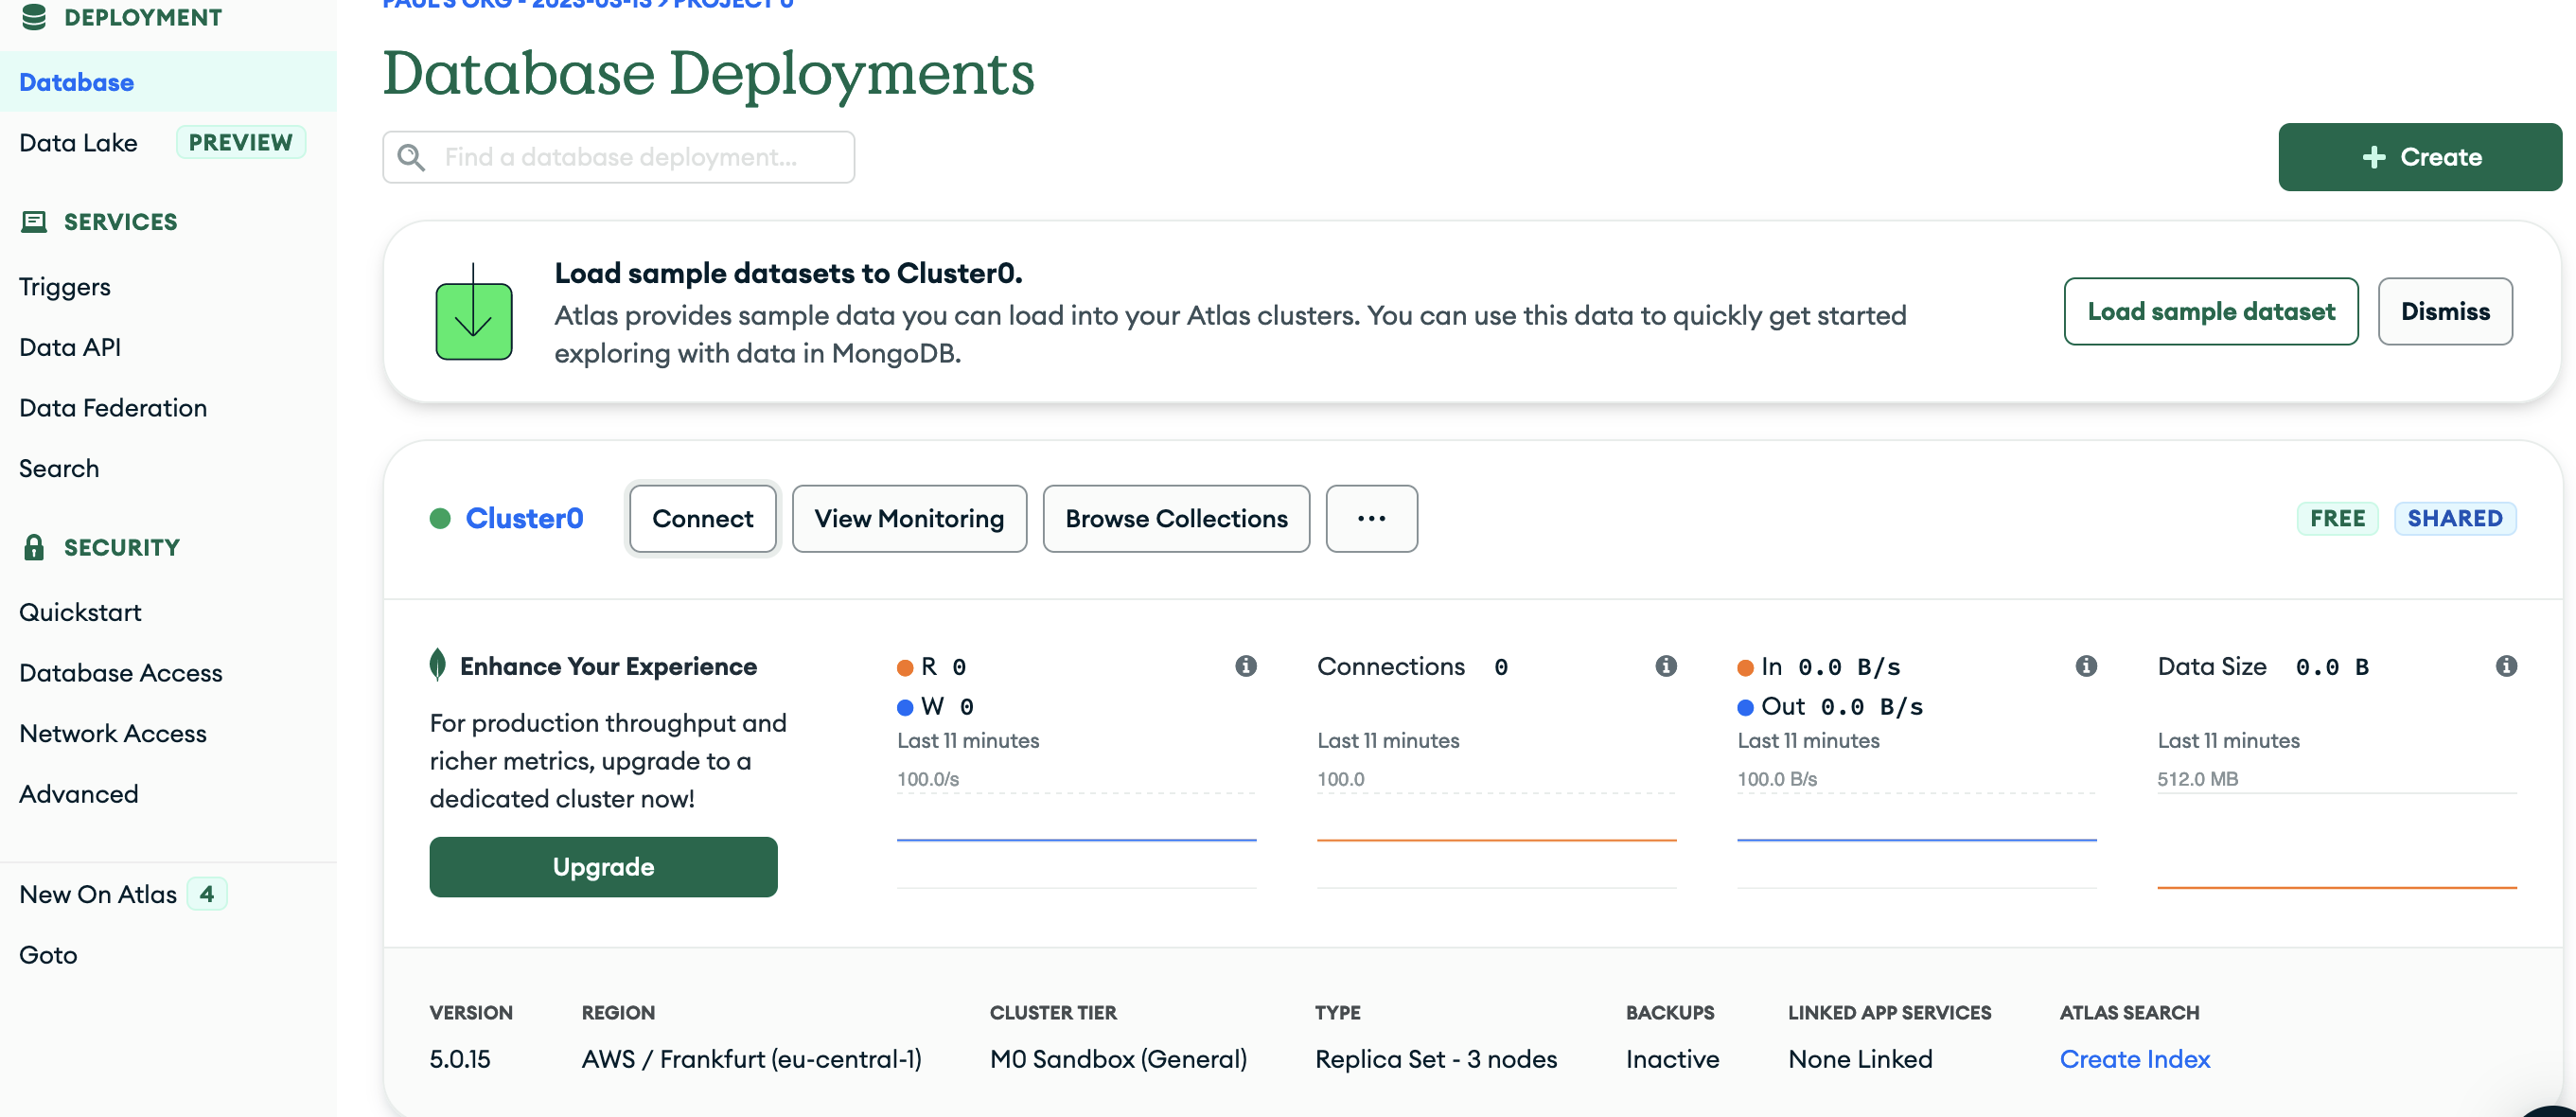 DEPLOYMENT
Database
Data Lake PREVIEW
SERVICES
Triggers
Data API
Data Federation
Search
SECURITY
Quickstart
Database Access
Network Access
Advanced
New On Atlas 4
Goto
PAUL'S ORG - 2023-03-13 > PROJECT 0
Database Deployments
Find a database deployment...
+ Create
Load sample datasets to Cluster0.
Atlas provides sample data you can load into your Atlas clusters. You can use this data to quickly get started
exploring with data in MongoDB.
Load sample dataset
Dismiss
Cluster0
Connect
View Monitoring
Browse Collections
...
FREE
SHARED
Enhance Your Experience
For production throughput and
richer metrics, upgrade to a
dedicated cluster now!
Upgrade
R 0
W 0
Last 11 minutes
100.0/s
Connections 0
Last 11 minutes
100.0
In 0.0 B/s
Out 0.0 B/s
Last 11 minutes
100.0 B/s
Data Size 0.0 B
Last 11 minutes
512.0 MB
VERSION
5.0.15
REGION
AWS / Frankfurt (eu-central-1)
CLUSTER TIER
M0 Sandbox (General)
TYPE
Replica Set - 3 nodes
BACKUPS
Inactive
LINKED APP SERVICES
None Linked
ATLAS SEARCH
Create Index